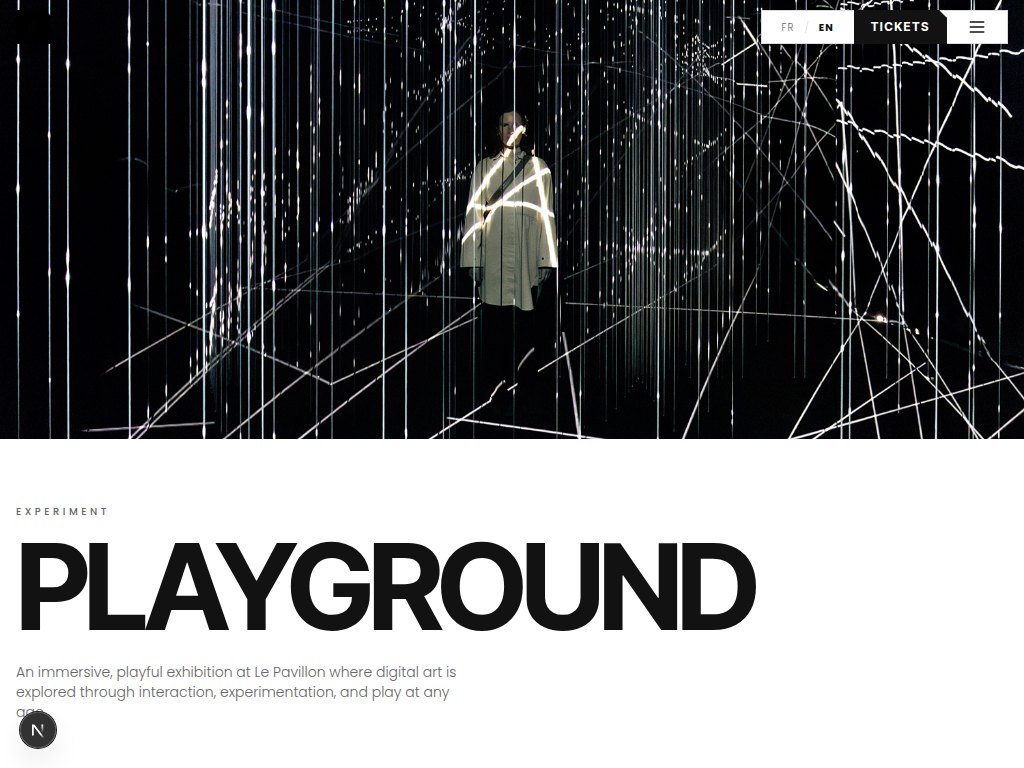 FR / EN
TICKETS
EXPERIMENT
PLAYGROUND
An immersive, playful exhibition at Le Pavillon where digital art is
explored through interaction, experimentation, and play at any
N